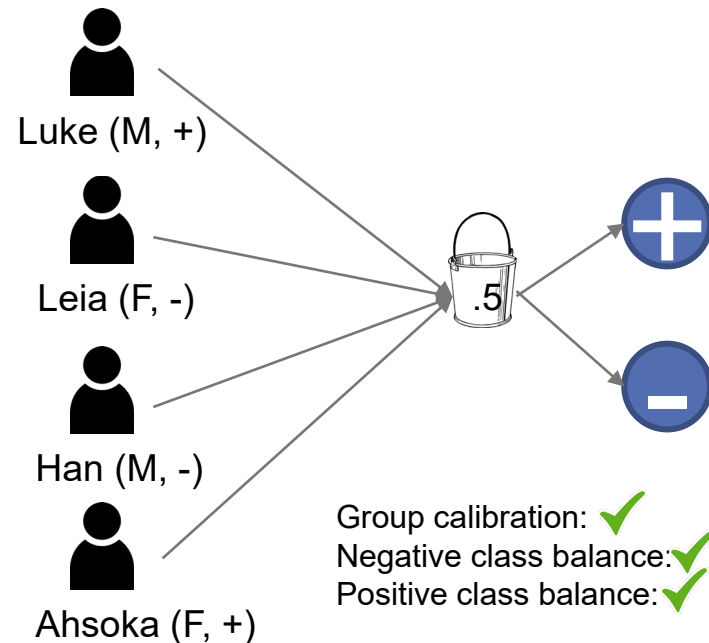 Luke (M, +)
Leia (F, -)
.5
Han (M, -)
Group calibration:
Negative class balance:
Positive class balance:
Ahsoka (F, +)